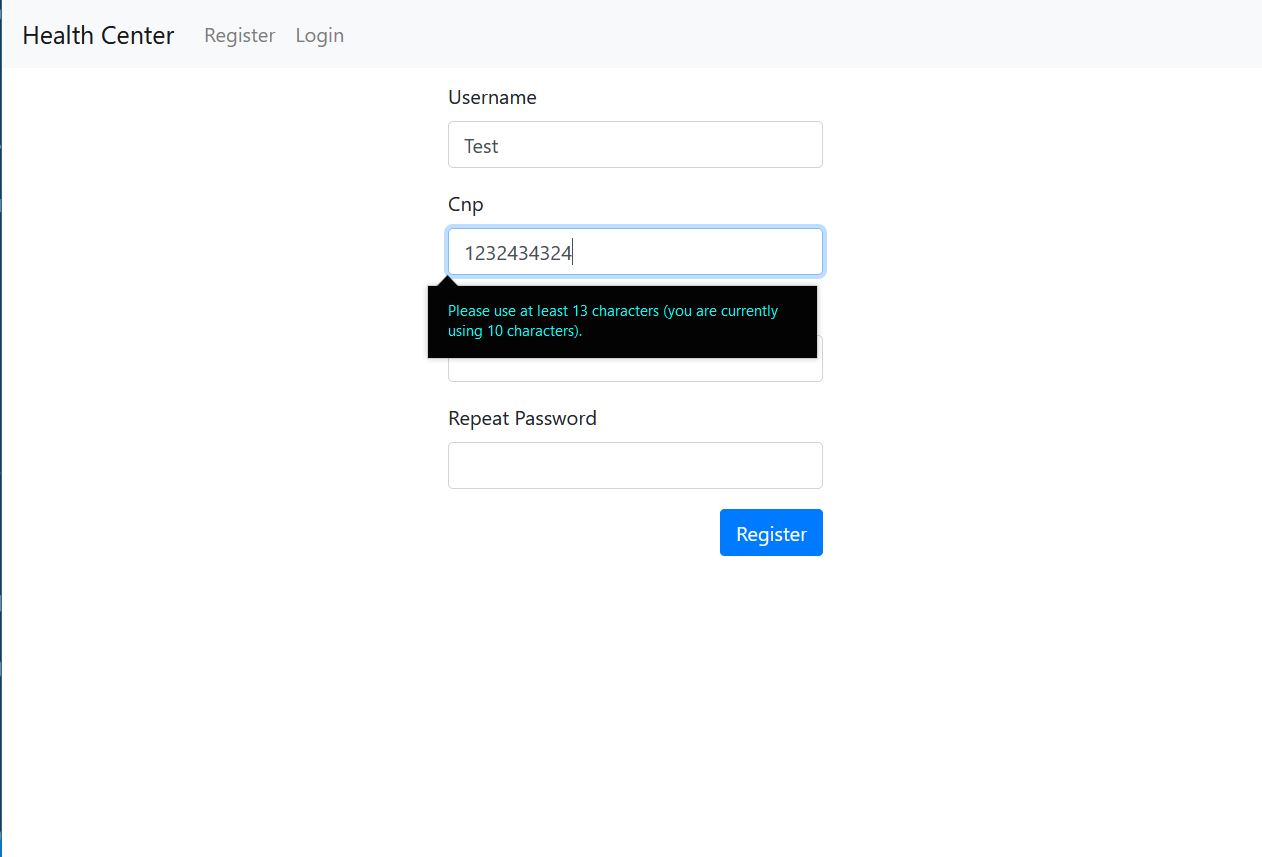 Health Center Register Login
Username
Test
Cnp
1232434324
Please use at least 13 characters (you are currently
using 10 characters).
Repeat Password
Register